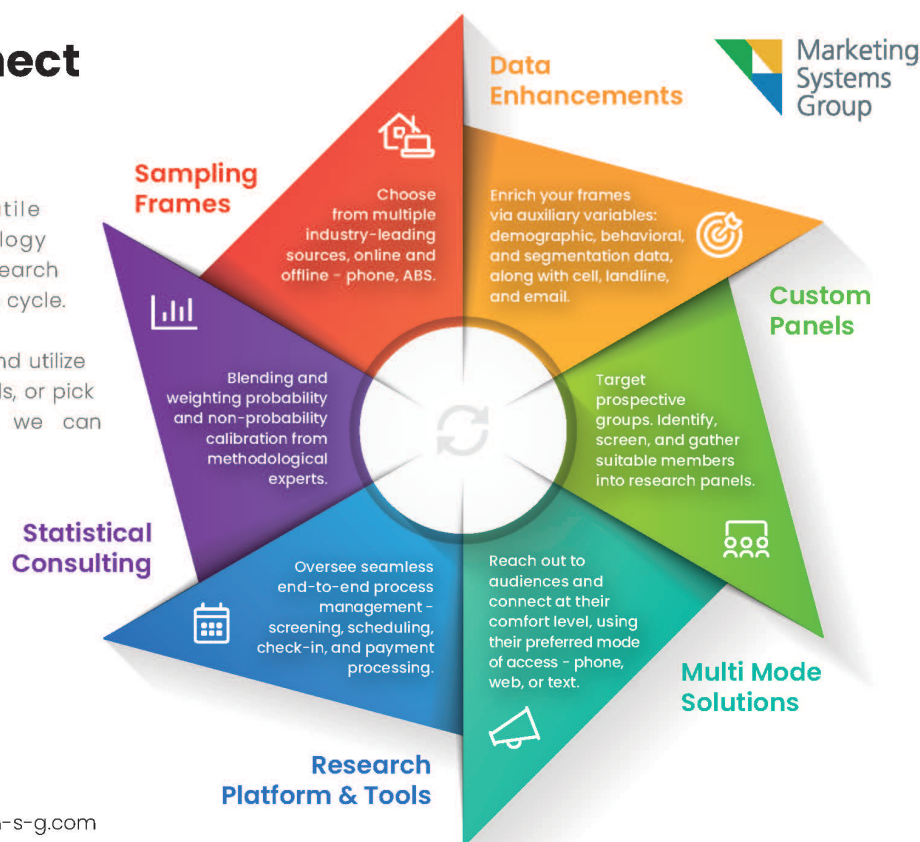 nect
tile
logy
earch
cycle.
nd utilize
ls, or pick
we can
-s-g.com
Marketing
Systems
Group
Sampling
Frames
Choose
from multiple
industry-leading
sources, online and
offline - phone, ABS.
Data
Enhancements
Enrich your frames
via auxiliary variables:
demographic, behavioral,
and segmentation data,
along with cell, landline,
and email.
Custom
Panels
Target
prospective
groups. Identify,
screen, and gather
suitable members
into research panels.
Multi Mode
Solutions
Reach out to
audiences and
connect at their
comfort level, using
their preferred mode
of access - phone,
web, or text.
Research
Platform & Tools
Oversee seamless
end-to-end process
management -
screening, scheduling,
check-in, and payment
processing.
Statistical
Consulting
Blending and
weighting probability
and non-probability
calibration from
methodological
experts.